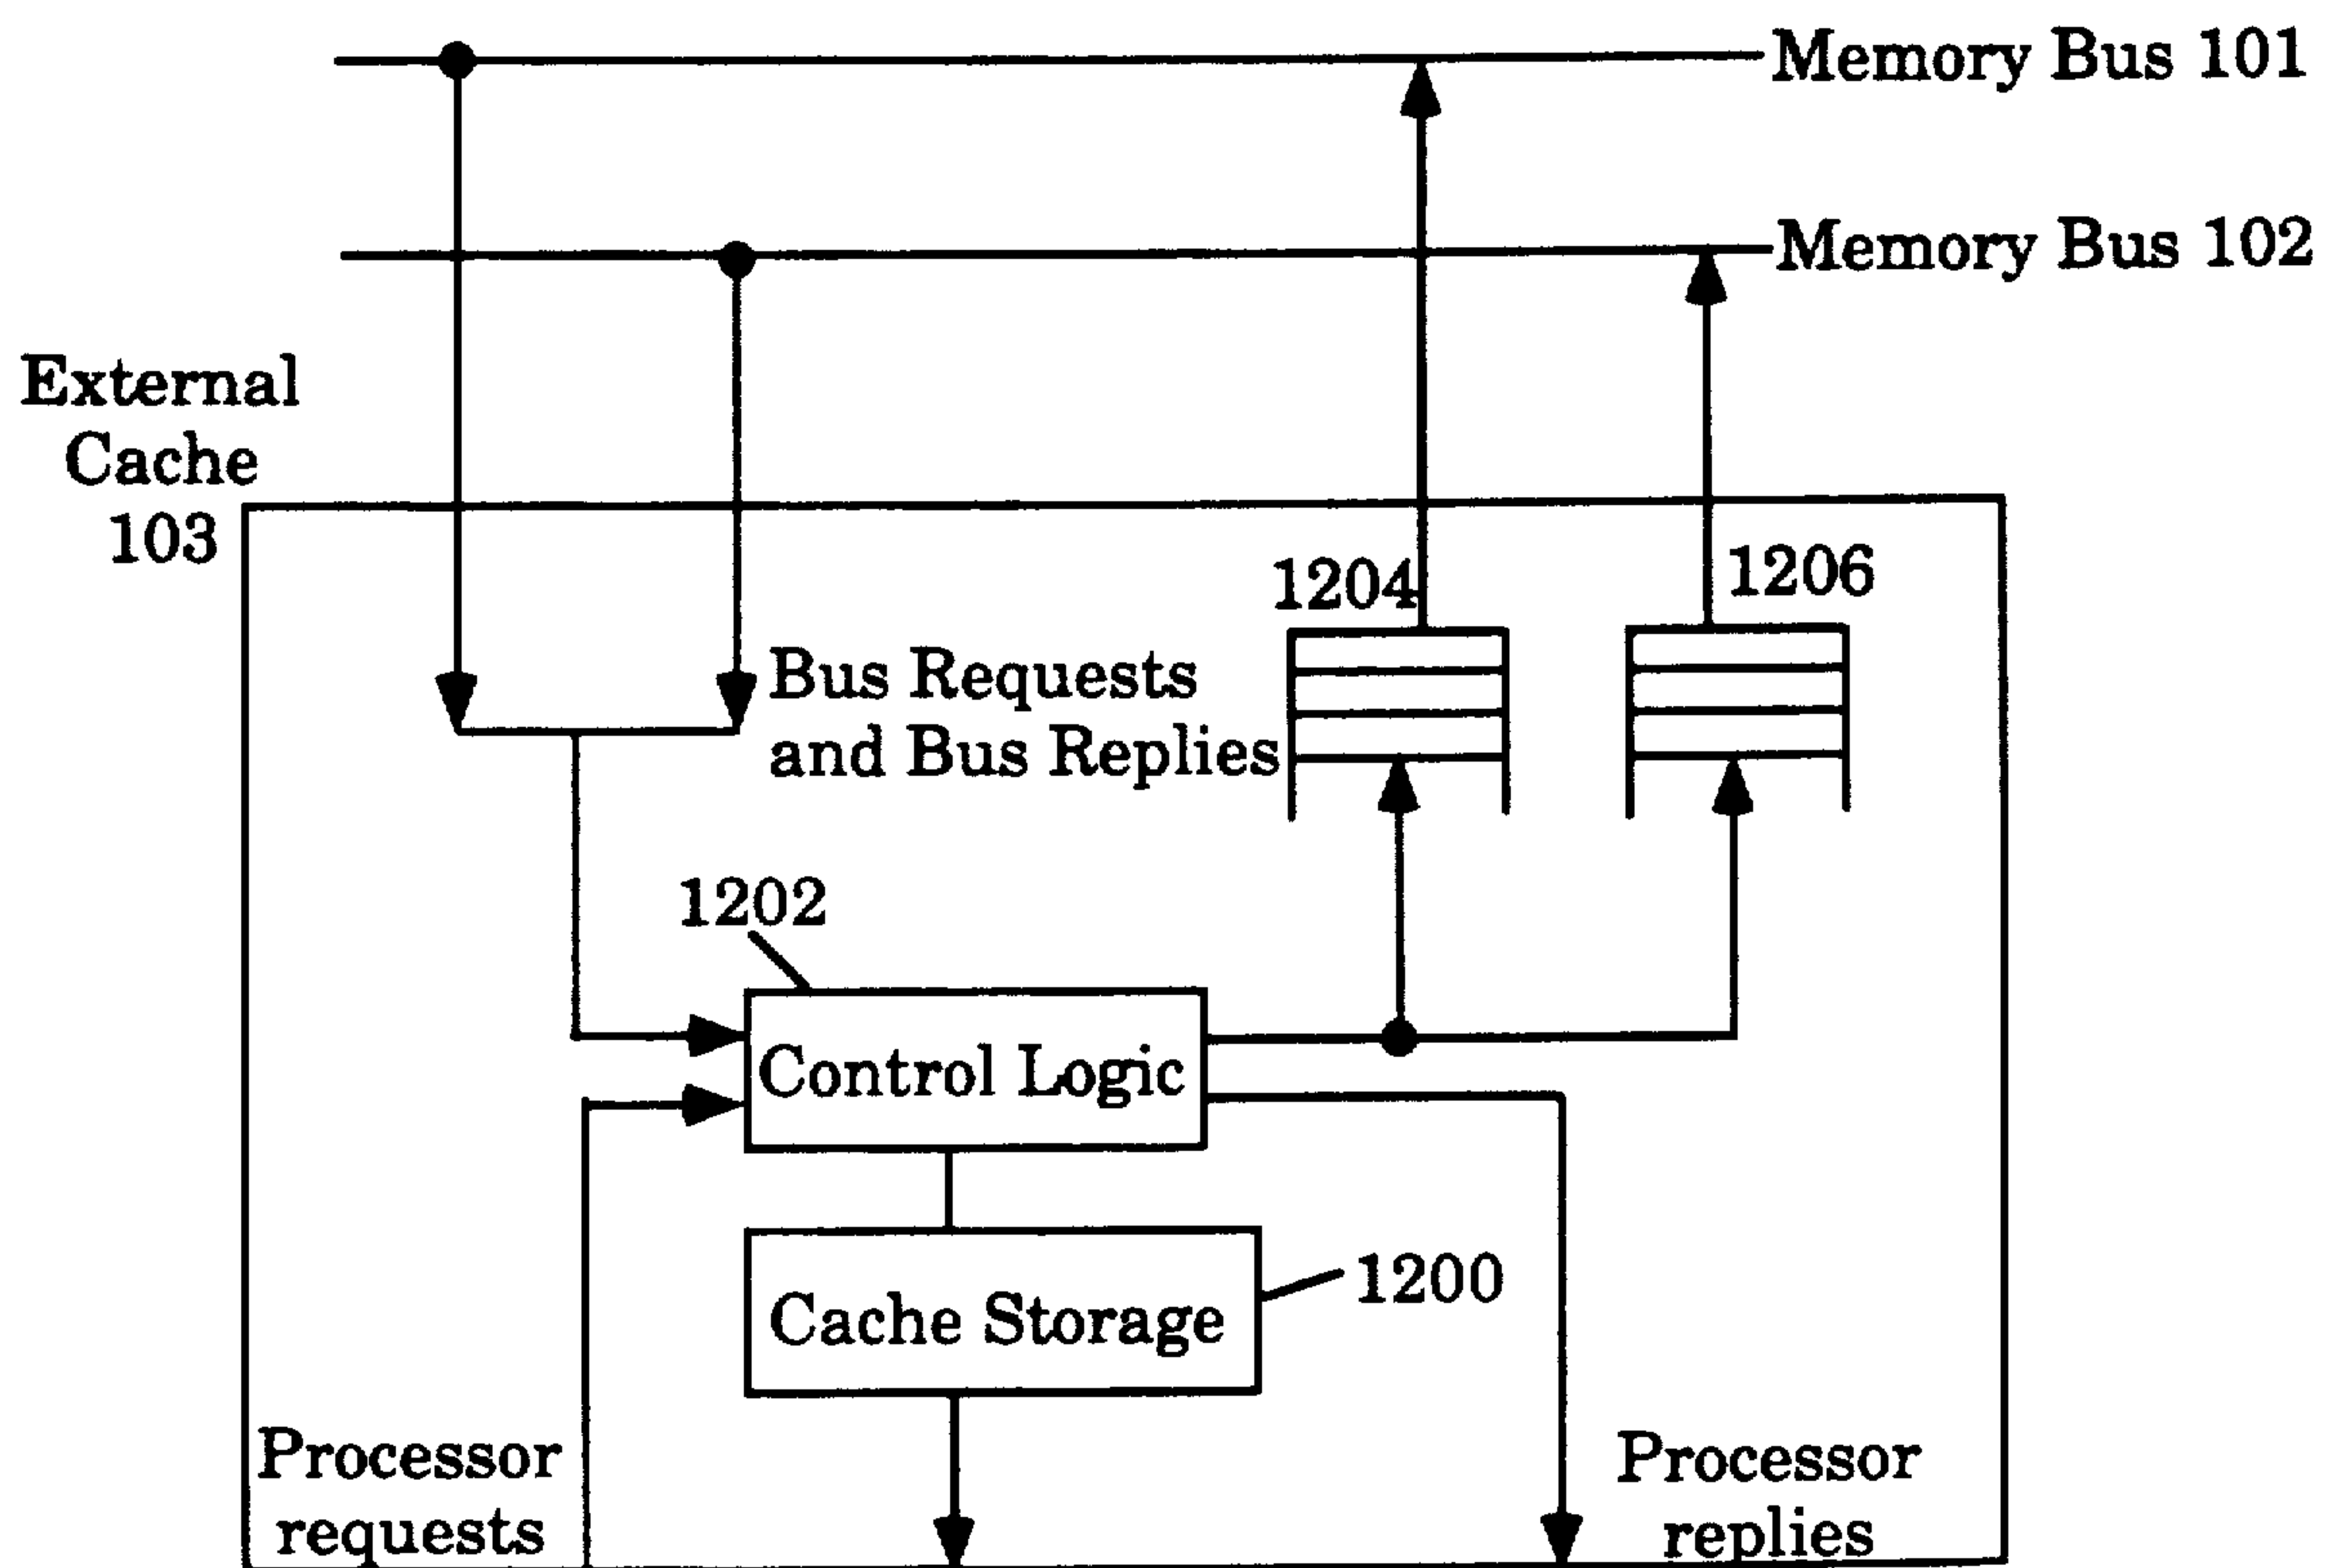 Memory Bus 101
Memory Bus 102
External
Cache
103
1204
1206
Bus Requests
and Bus Replies
1202
Control Logic
Cache Storage
1200
Processor
requests
Processor
replies